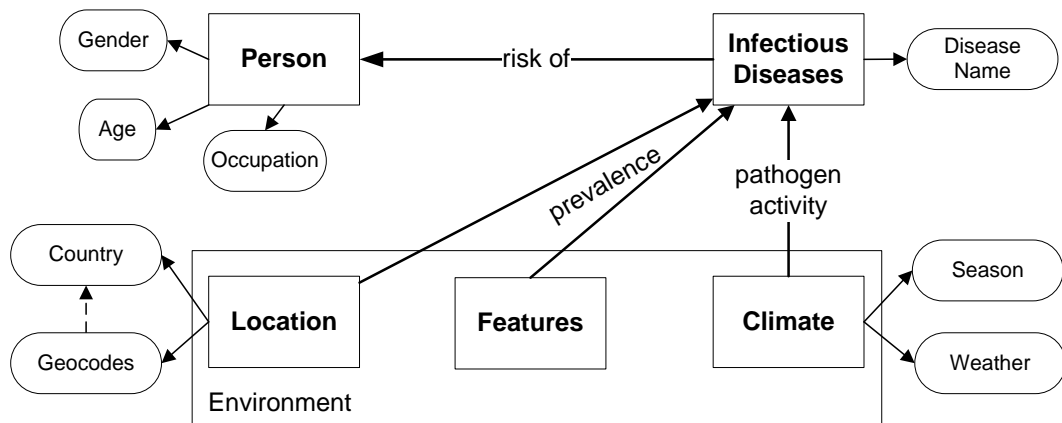 Gender
Person
risk of
Infectious
Diseases
Disease
Name
Age
Occupation
prevalence
pathogen
activity
Country
Season
Location
Features
Climate
Geocodes
Weather
Environment